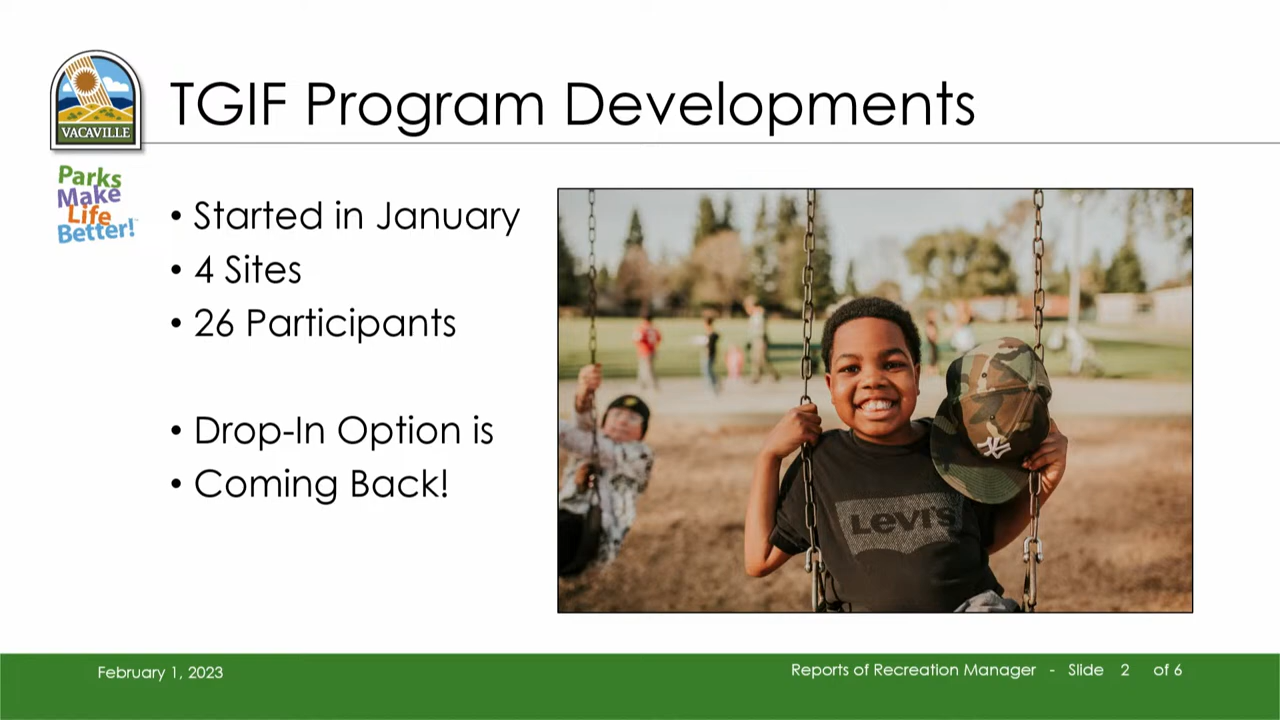 TGIF Program Developments
VACAVILLE
Parks
Make
Life
Better!
• Started in January
• 4 Sites
• 26 Participants
• Drop-In Option is
• Coming Back!
Levi's
NY
February 1, 2023
Reports of Recreation Manager - Slide 2 of 6